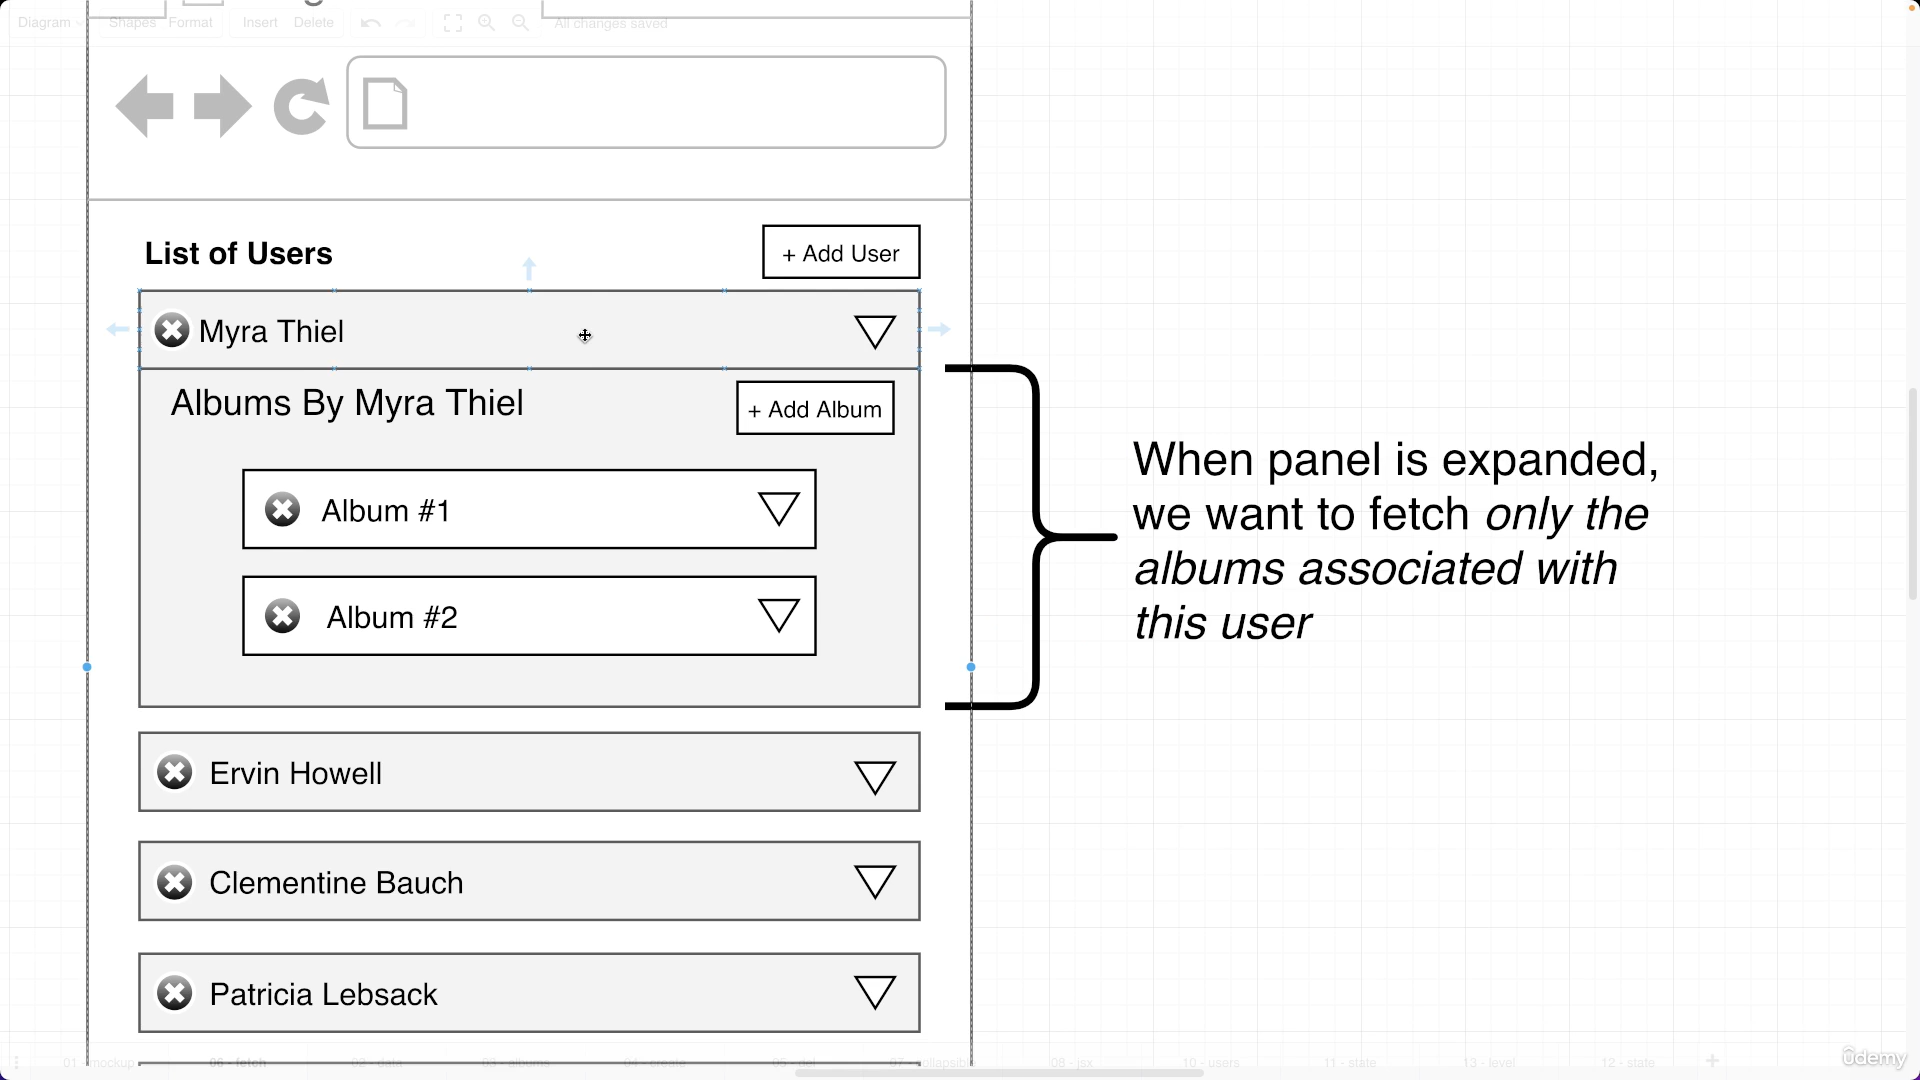 Diagram
Shapes
Format
Insert
Delete
All changes saved
List of Users
+ Add User
Myra Thiel
Albums By Myra Thiel
+ Add Album
Album #1
Album #2
When panel is expanded,
we want to fetch only the
albums associated with
this user
Ervin Howell
Clementine Bauch
Patricia Lebsack
01 - mockup
06 - fetch
02 - data
03 - albums
04 - create
05 - del
08 - jsx
10 - users
11 - state
13 - level
12 - state
ûdemy